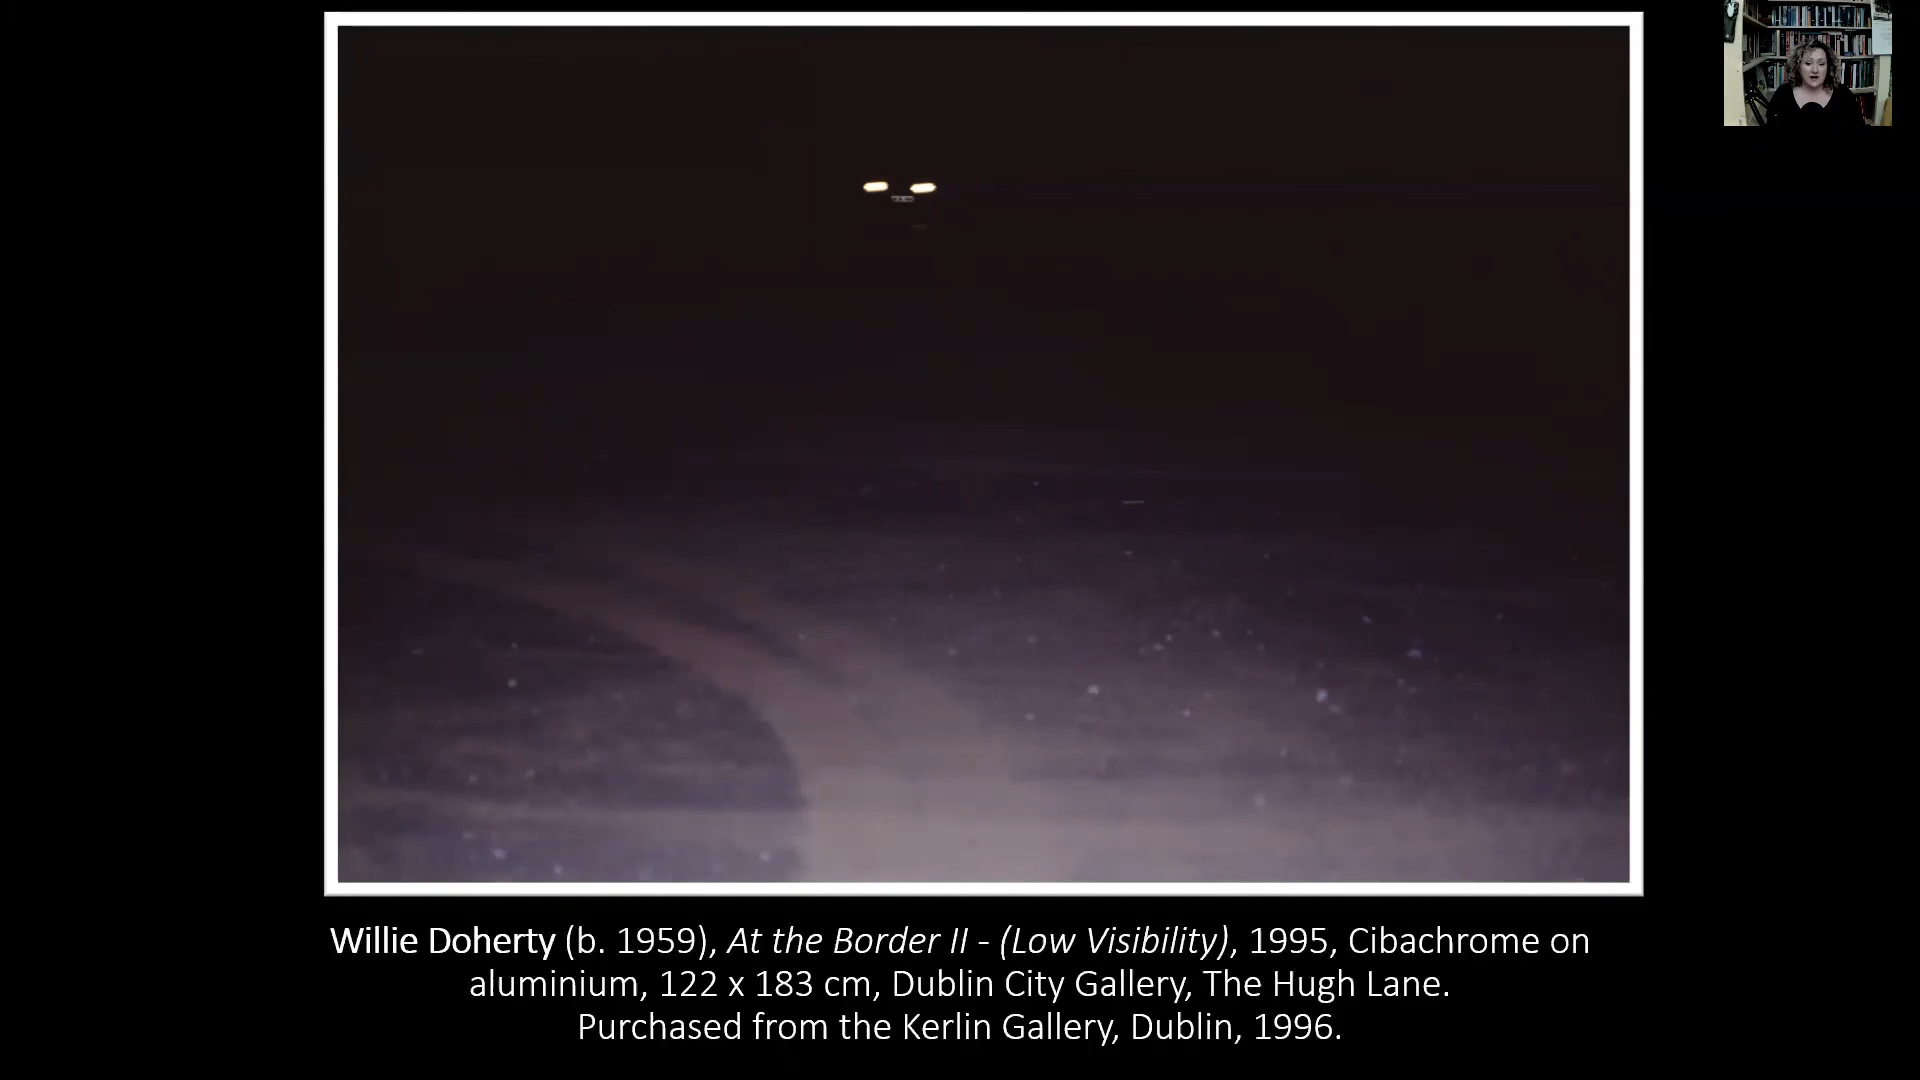 Willie Doherty (b. 1959), At the Border II - (Low Visibility), 1995, Cibachrome on
aluminium, 122 x 183 cm, Dublin City Gallery, The Hugh Lane.
Purchased from the Kerlin Gallery, Dublin, 1996.